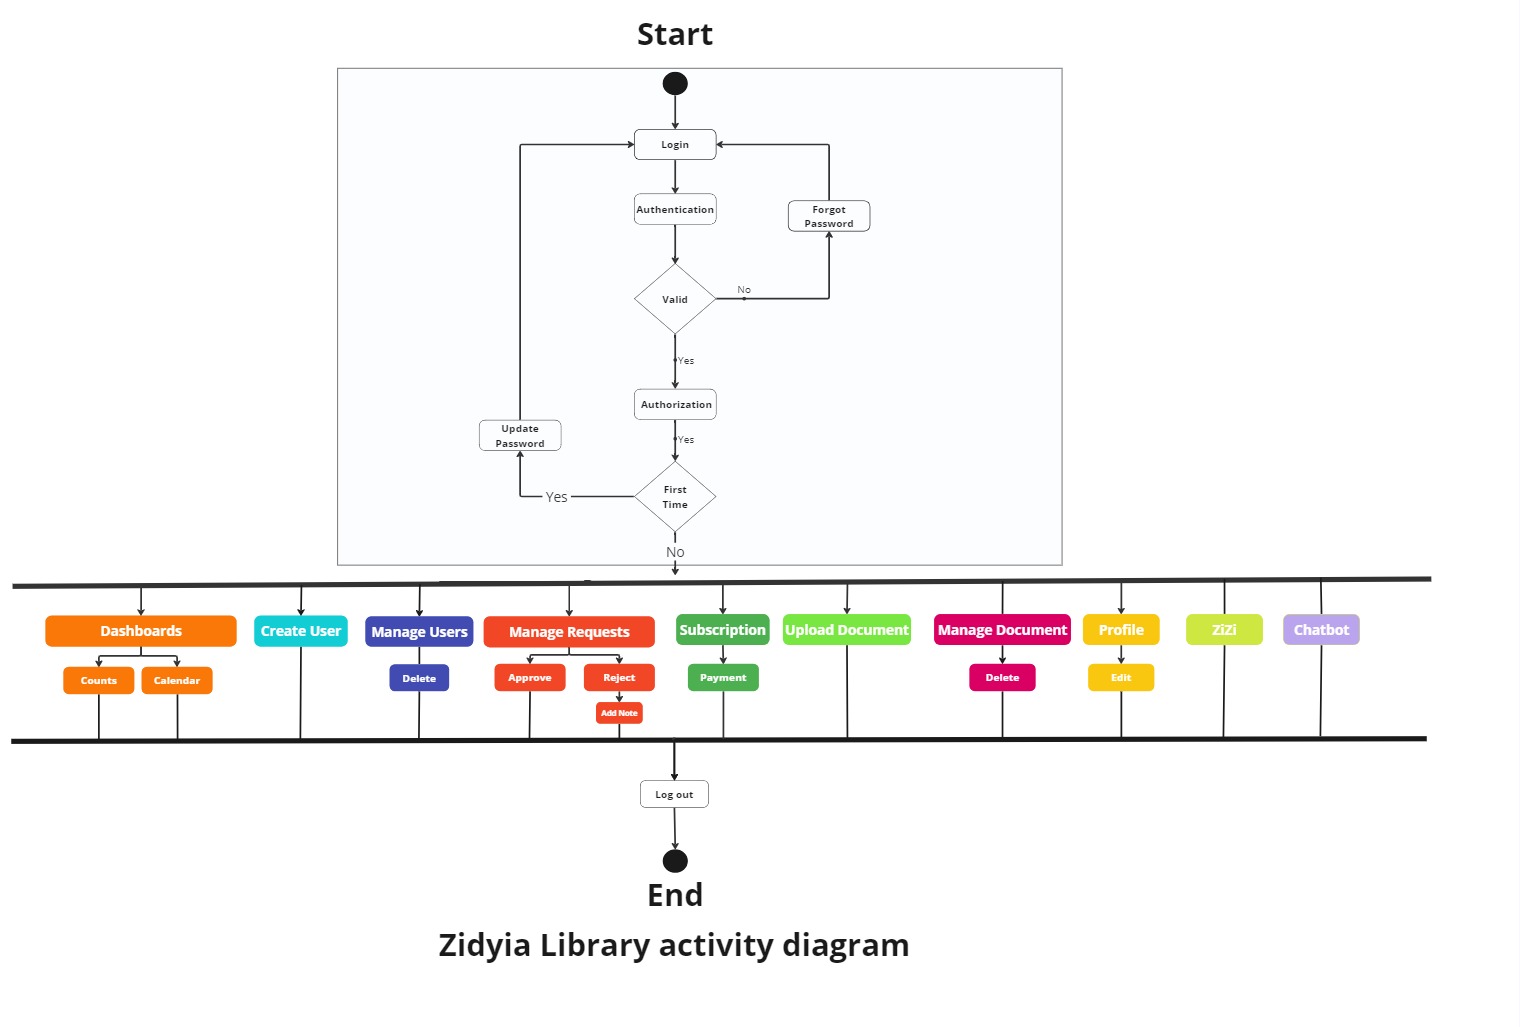 Start
Login
Authentication
Forgot
Password
Valid
No
Yes
Authorization
Yes
Update
Password
First
Time
Yes
No
Dashboards
Create User
Manage Users
Manage Requests
Subscription
Upload Document
Manage Document
Profile
ZiZi
Chatbot
Counts
Calendar
Delete
Approve
Reject
Payment
Delete
Edit
Add Note
Log out
End
Zidyia Library activity diagram